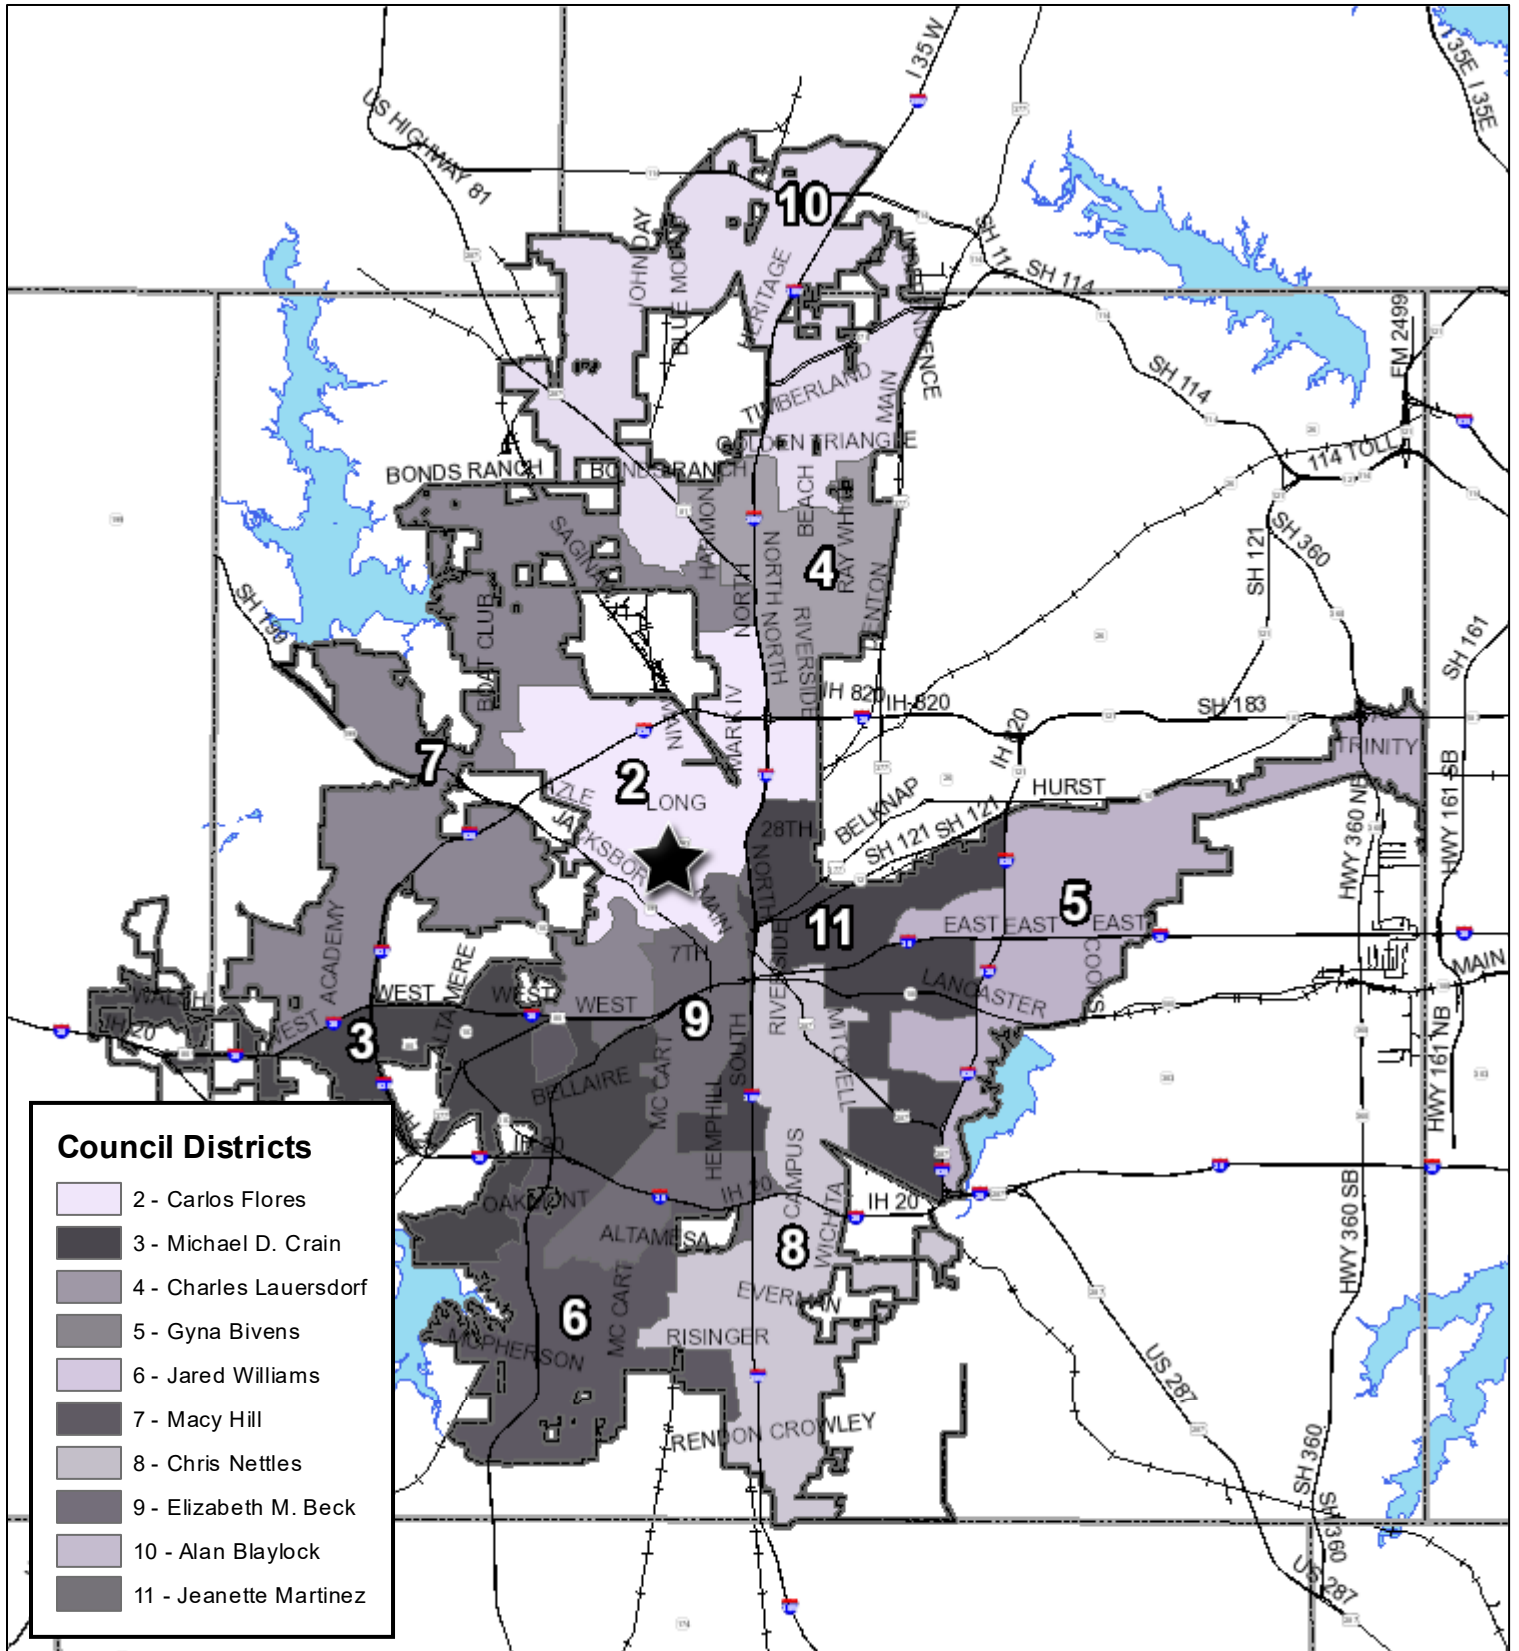 I 35W
I 35E
I 35E
US HIGHWAY 81
10
JOHN DAY
BLUE MOUND
HERITAGE
SH 114
SH 114
FM 2499
SH 114
TIMBERLAND
MAIN
GOLDEN TRIANGLE
114 TOLL
BONDS RANCH
BONDS RANCH
HARMON
BEACH
RAY WHITE
SAGINAW
4
SH 121
SH 360
NORTH
NORTH
NORTH
RIVERSIDE
DENTON
SH 199
BOAT CLUB
SH 161
IH 820
IH 820
SH 183
MAIN
MARK IV
IH 820
TRINITY
7
2
AZLE
LONG
HURST
HWY 161 SB
HWY 360 NB
BELKNAP
JACKSBORO
28TH
SH 121
SH 121
NORTH
MAIN
11
5
EAST
EAST
EAST
ACADEMY
7TH
COOKS
RIVERSIDE
LANCASTER
MAIN
WALSH
WEST
WEST
WEST
WEST
ALTAMERE
IH 20
3
9
MITCHELL
BELLAIRE
MC CART
SOUTH
HEMPHILL
HWY 161 NB
IH 20
CAMPUS
OAKMONT
IH 20
IH 20
WICHITA
ALTAMESA
8
HWY 360 SB
EVERMAN
6
MC CART
RISINGER
MCPHERSON
US 287
RENDON CROWLEY
SH 360
SH 360
US 287
Council Districts
2 - Carlos Flores
3 - Michael D. Crain
4 - Charles Lauersdorf
5 - Gyna Bivens
6 - Jared Williams
7 - Macy Hill
8 - Chris Nettles
9 - Elizabeth M. Beck
10 - Alan Blaylock
11 - Jeanette Martinez